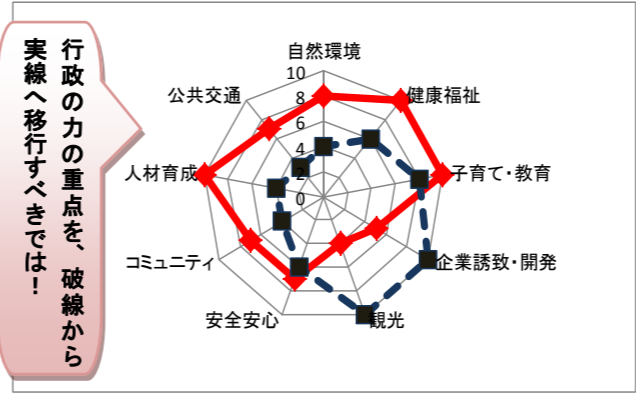 行政の力の重点を、破線から
実線へ移行すべきでは！
自然環境
健康福祉
子育て・教育
企業誘致・開発
観光
安全安心
コミュニティ
人材育成
公共交通
10
8
6
4
2
0